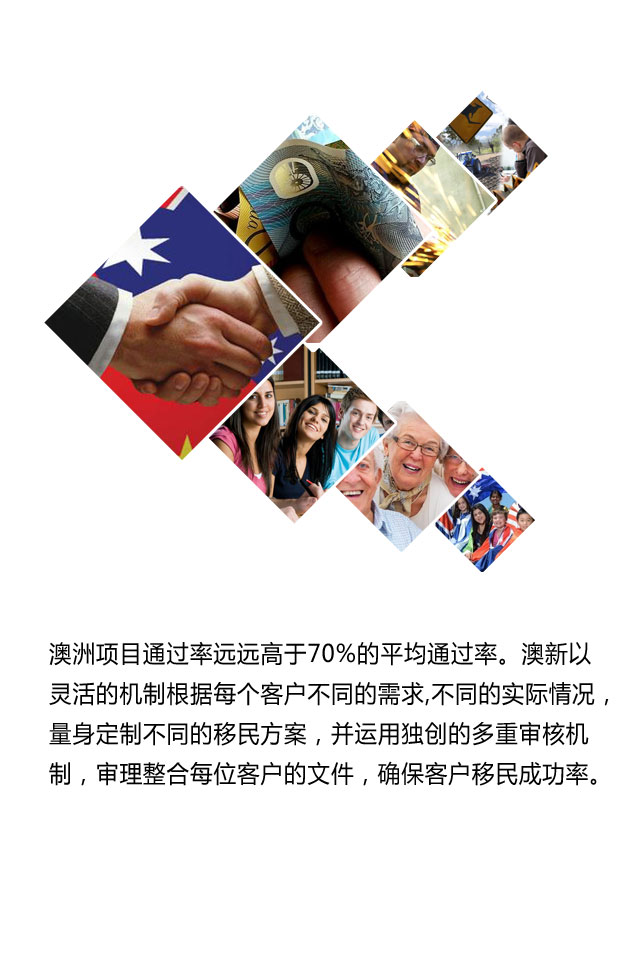 澳洲项目通过率远远高于70%的平均通过率。澳新以
灵活的机制根据每个客户不同的需求,不同的实际情况，
量身定制不同的移民方案，并运用独创的多重审核机
制，审理整合每位客户的文件，确保客户移民成功率。